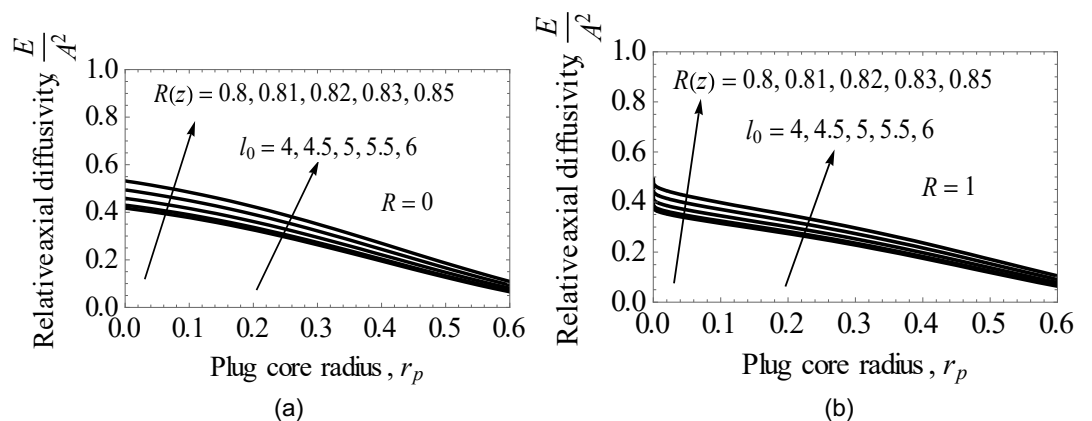 Relativeaxial diffusivity, E/A²
1.0
0.8
0.6
0.4
0.2
0.0
R(z) = 0.8, 0.81, 0.82, 0.83, 0.85
l₀ = 4, 4.5, 5, 5.5, 6
R = 0
0.0 0.1 0.2 0.3 0.4 0.5 0.6
Plug core radius , rₚ
(a)
Relativeaxial diffusivity, E/A²
1.0
0.8
0.6
0.4
0.2
0.0
R(z) = 0.8, 0.81, 0.82, 0.83, 0.85
l₀ = 4, 4.5, 5, 5.5, 6
R = 1
0.0 0.1 0.2 0.3 0.4 0.5 0.6
Plug core radius , rₚ
(b)